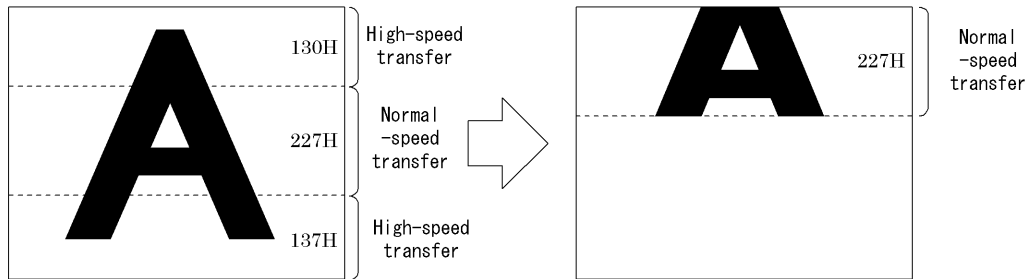 130H
High-speed
transfer
227H
Normal
-speed
transfer
137H
High-speed
transfer
A
227H
Normal
-speed
transfer
A